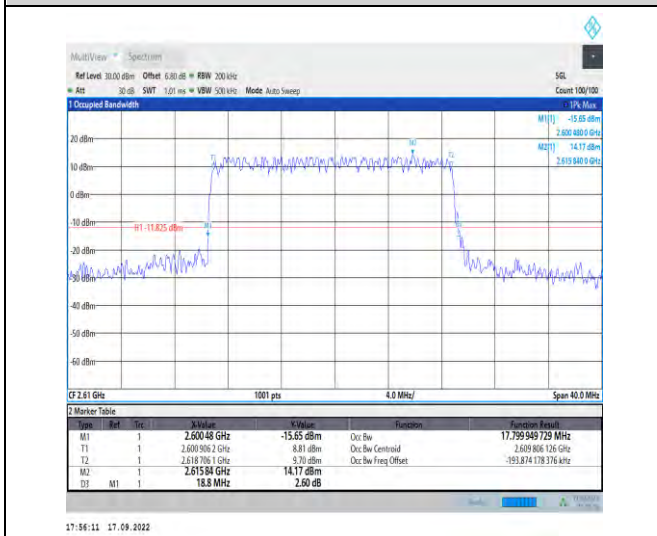 MultiView Spectrum
Ref Level 30.00 dBm Offset 6.80 dB RBW 200 kHz SGL
Att 30 dB SWT 1.01 ms VBW 500 kHz Mode Auto Sweep Count 100/100
1 Occupied Bandwidth 1Pk Max
M1[1] -15.65 dBm
2.600 480 0 GHz
M2[1] 14.17 dBm
2.615 840 0 GHz
20 dBm
10 dBm
0 dBm
-10 dBm
H1 -11.825 dBm
-20 dBm
-30 dBm
-40 dBm
-50 dBm
-60 dBm
T1
M2
T2
M1
CF 2.61 GHz 1001 pts 4.0 MHz/ Span 40.0 MHz
2 Marker Table
Type Ref Trc X-Value Y-Value Function Function Result
M1 1 2.600 48 GHz -15.65 dBm Occ Bw 17.799 949 729 MHz
T1 1 2.600 906 2 GHz 8.81 dBm Occ Bw Centroid 2.609 806 126 GHz
T2 1 2.618 706 1 GHz 9.70 dBm Occ Bw Freq Offset -193.874 178 376 kHz
M2 1 2.615 84 GHz 14.17 dBm
D3 M1 1 18.8 MHz 2.60 dB
17:56:11 17.09.2022